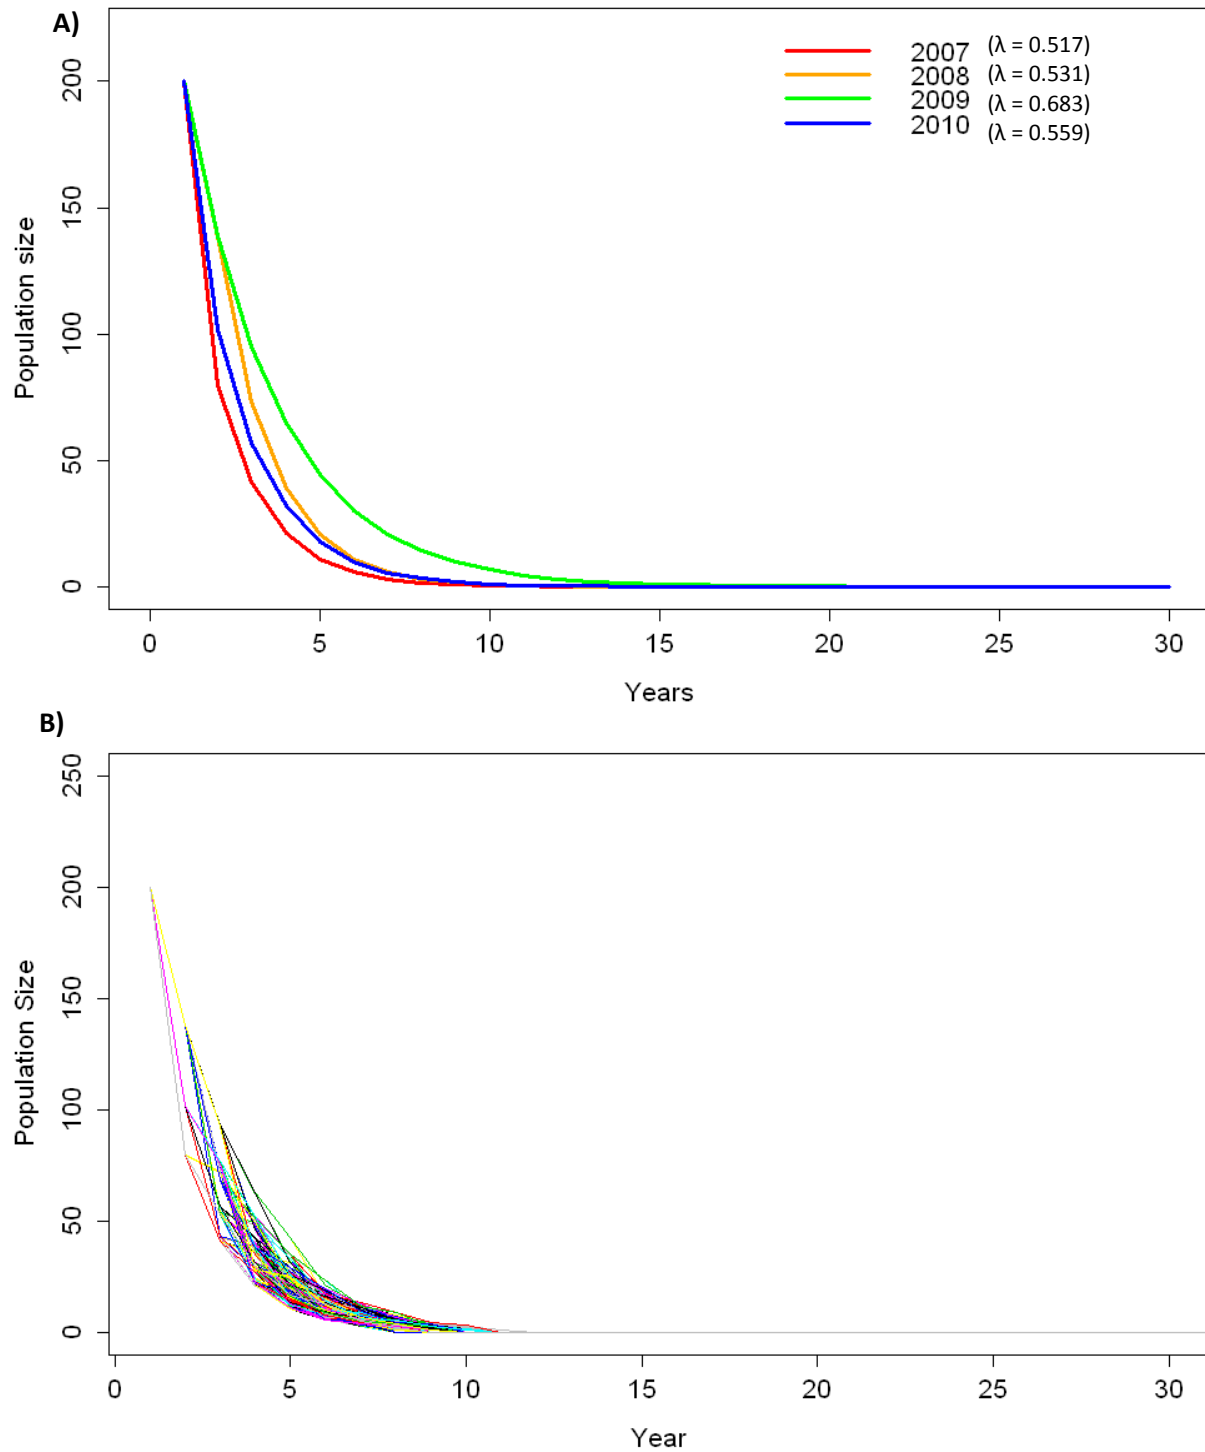 A)
2007 (λ = 0.517)
2008 (λ = 0.531)
2009 (λ = 0.683)
2010 (λ = 0.559)
200
150
100
50
0
Population size
0 5 10 15 20 25 30
Years
B)
250
200
150
100
50
0
Population Size
0 5 10 15 20 25 30
Year